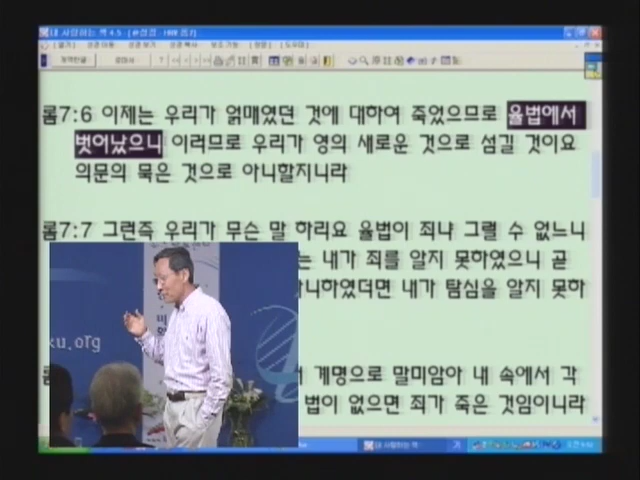 롬7:6 이제는 우리가 얽매였던 것에 대하여 죽었으므로 율법에서
벗어났으니 이러므로 우리가 영의 새로운 것으로 섬길 것이요
의문의 묵은 것으로 아니할지니라
롬7:7 그런즉 우리가 무슨 말 하리요 율법이 죄냐 그럴 수 없느니
는 내가 죄를 알지 못하였으니 곧
아니하였더면 내가 탐심을 알지 못하
계명으로 말미암아 내 속에서 각
법이 없으면 죄가 죽은 것임이니라
ku.org